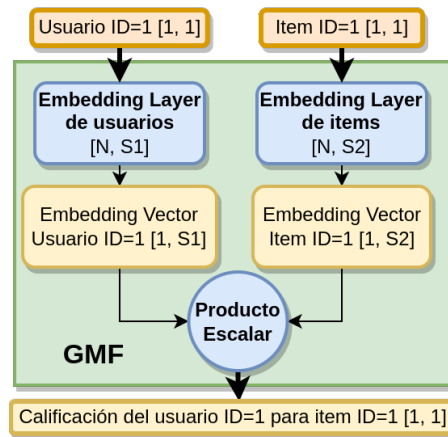 Usuario ID=1 [1, 1]
Item ID=1 [1, 1]
Embedding Layer
de usuarios
[N, S1]
Embedding Layer
de items
[N, S2]
Embedding Vector
Usuario ID=1 [1, S1]
Embedding Vector
Item ID=1 [1, S2]
Producto
Escalar
GMF
Calificación del usuario ID=1 para item ID=1 [1, 1]